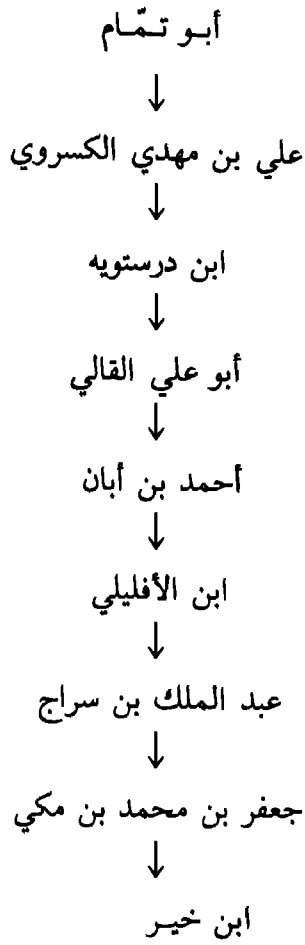 أبو تمّام
↓
علي بن مهدي الكسروي
↓
ابن درستويه
↓
أبو علي القالي
↓
أحمد بن أبان
↓
ابن الأفليلي
↓
عبد الملك بن سراج
↓
جعفر بن محمد بن مكي
↓
ابن خير